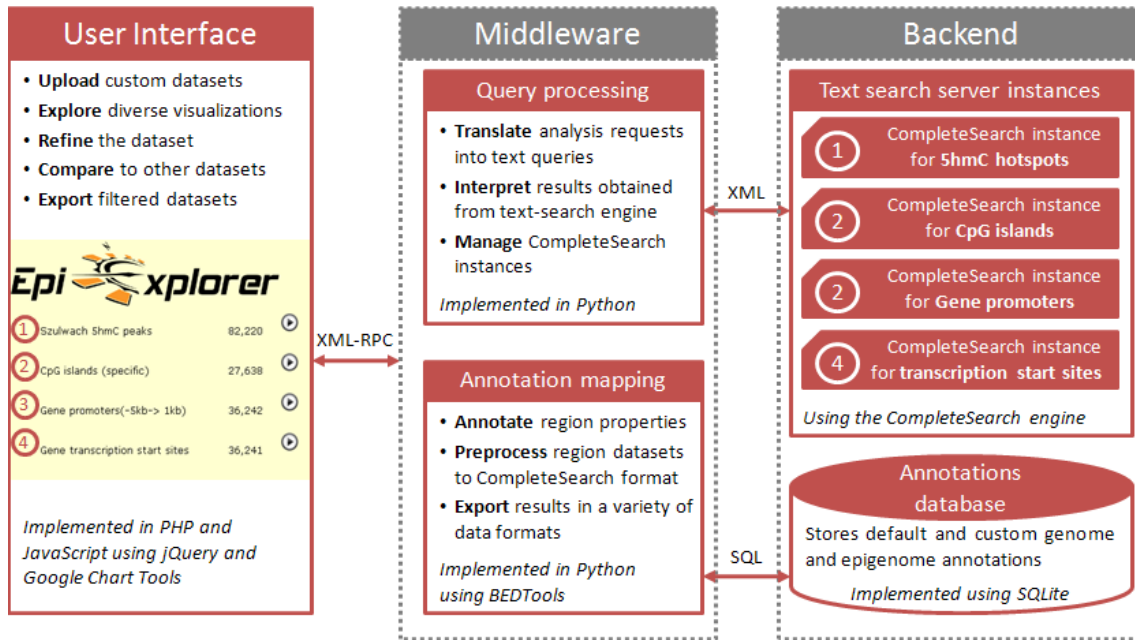 User Interface
• Upload custom datasets
• Explore diverse visualizations
• Refine the dataset
• Compare to other datasets
• Export filtered datasets
Epi Explorer
1 Szulwach 5hmC peaks 82,220
2 CpG islands (specific) 27,638
3 Gene promoters(-5kb-> 1kb) 36,242
4 Gene transcription start sites 36,241
Implemented in PHP and
JavaScript using jQuery and
Google Chart Tools
XML-RPC
Middleware
Query processing
• Translate analysis requests
into text queries
• Interpret results obtained
from text-search engine
• Manage CompleteSearch
instances
Implemented in Python
Annotation mapping
• Annotate region properties
• Preprocess region datasets
to CompleteSearch format
• Export results in a variety of
data formats
Implemented in Python
using BEDTools
XML
SQL
Backend
Text search server instances
1 CompleteSearch instance
for 5hmC hotspots
2 CompleteSearch instance
for CpG islands
2 CompleteSearch instance
for Gene promoters
4 CompleteSearch instance
for transcription start sites
Using the CompleteSearch engine
Annotations
database
Stores default and custom genome
and epigenome annotations
Implemented using SQLite